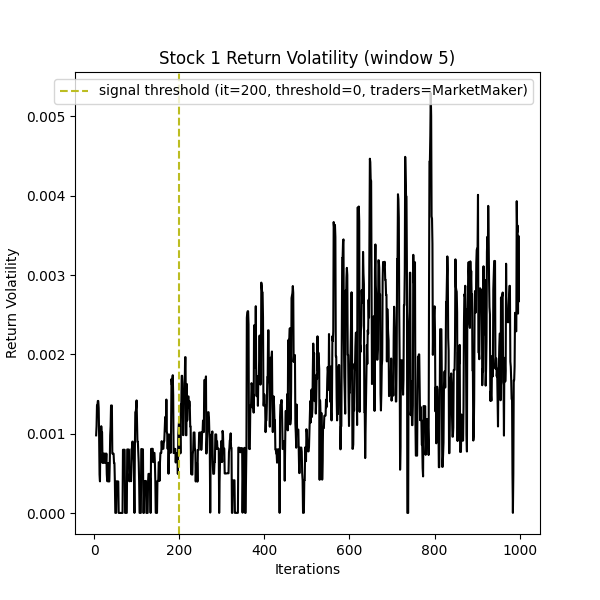 Stock 1 Return Volatility (window 5)
signal threshold (it=200, threshold=0, traders=MarketMaker)
0.005
0.004
0.003
0.002
0.001
0.000
Return Volatility
0 200 400 600 800 1000
Iterations